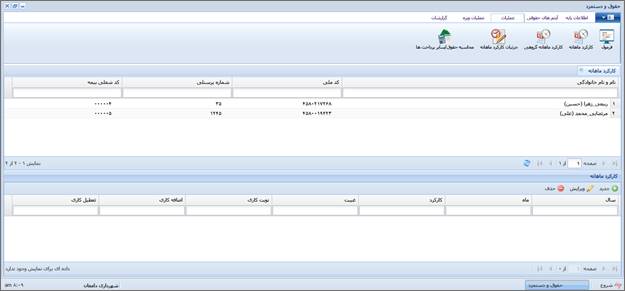 حقوق و دستمزد
اطلاعات پایه آیتم های حقوقی عملیات عملیات ویژه گزارشات
فرمول کارکرد ماهانه کارکرد ماهانه گروهی جزئیات کارکرد ماهانه محاسبه حقوق/سایر پرداخت ها
کارکرد ماهانه
نام و نام خانوادگی کد ملی شماره پرسنلی کد شغلی بیمه
۱ زهرا (حسین) ۳۵ ۰۰۰۰۰۴
۲ مرتضایی محمد (علی) ۱۲۴۵ ۰۰۰۰۰۵
صفحه ۱ از ۱ نمایش ۱ - ۲ از ۲
کارکرد ماهانه
جدید ویرایش حذف
سال ماه کارکرد غیبت نوبت کاری اضافه کاری تعطیل کاری
صفحه ۱ از ۰ داده ای برای نمایش وجود ندارد
شروع حقوق و دستمزد شهرداری دامغان ۸:۰۹ am